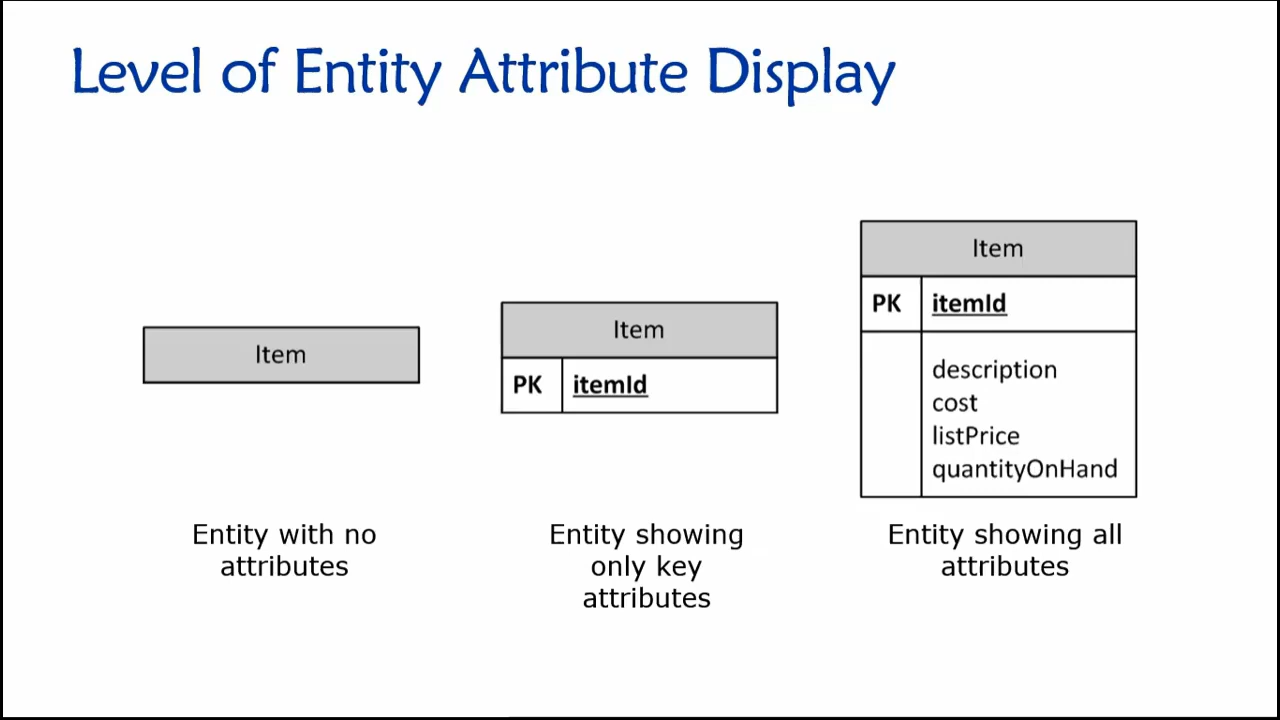 Level of Entity Attribute Display
Item
Entity with no
attributes
Item
PK itemId
Entity showing
only key
attributes
Item
PK itemId
description
cost
listPrice
quantityOnHand
Entity showing all
attributes